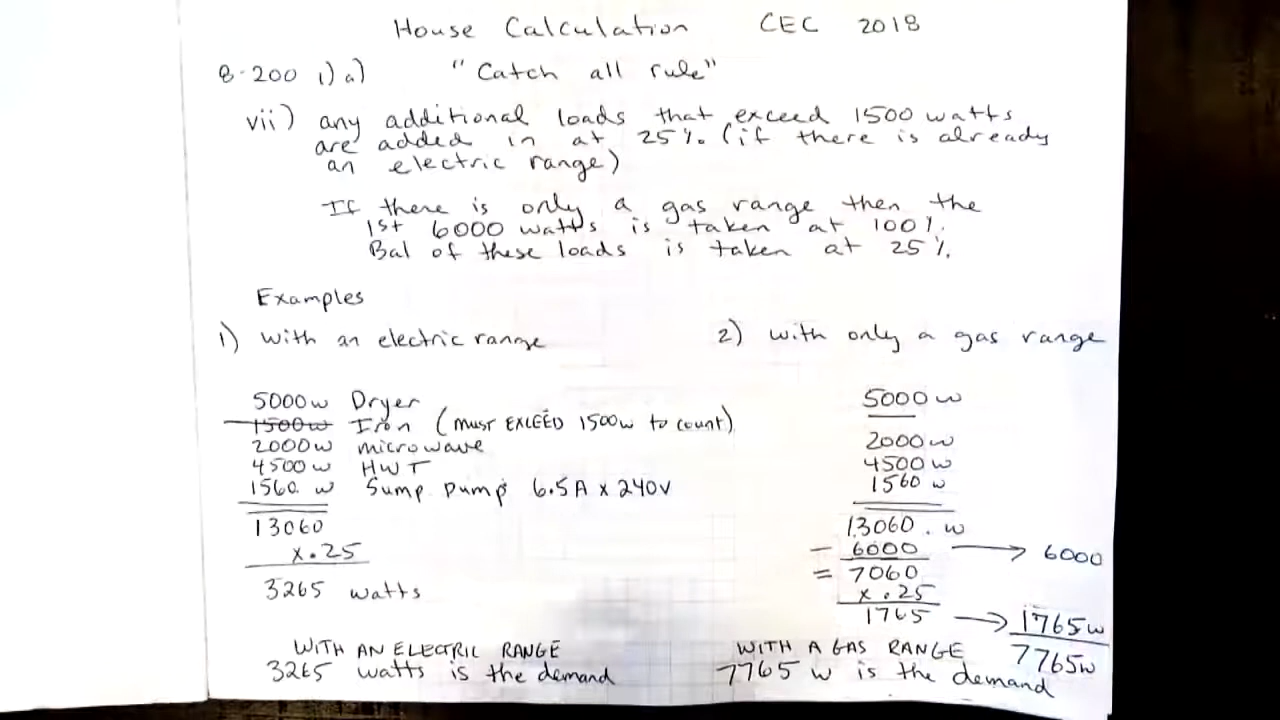 House Calculation CEC 2018
8-200 1) a) "Catch all rule"
vii) any additional loads that exceed 1500 watts
are added in at 25%. (if there is already
an electric range)
If there is only a gas range then the
1st 6000 watts is taken at 100%.
Bal of these loads is taken at 25%.
Examples
1) with an electric range
5000w Dryer
1500w Iron (must EXCEED 1500w to count)
2000w microwave
4500w HWT
1560 w Sump pump 6.5A x 240v
13060
x.25
3265 watts
WITH AN ELECTRIC RANGE
3265 watts is the demand
2) with only a gas range
5000w
2000w
4500w
1560 w
13060. w
- 6000 → 6000
= 7060
x.25
1765 → 1765w
7765w
WITH A GAS RANGE
7765 w is the demand